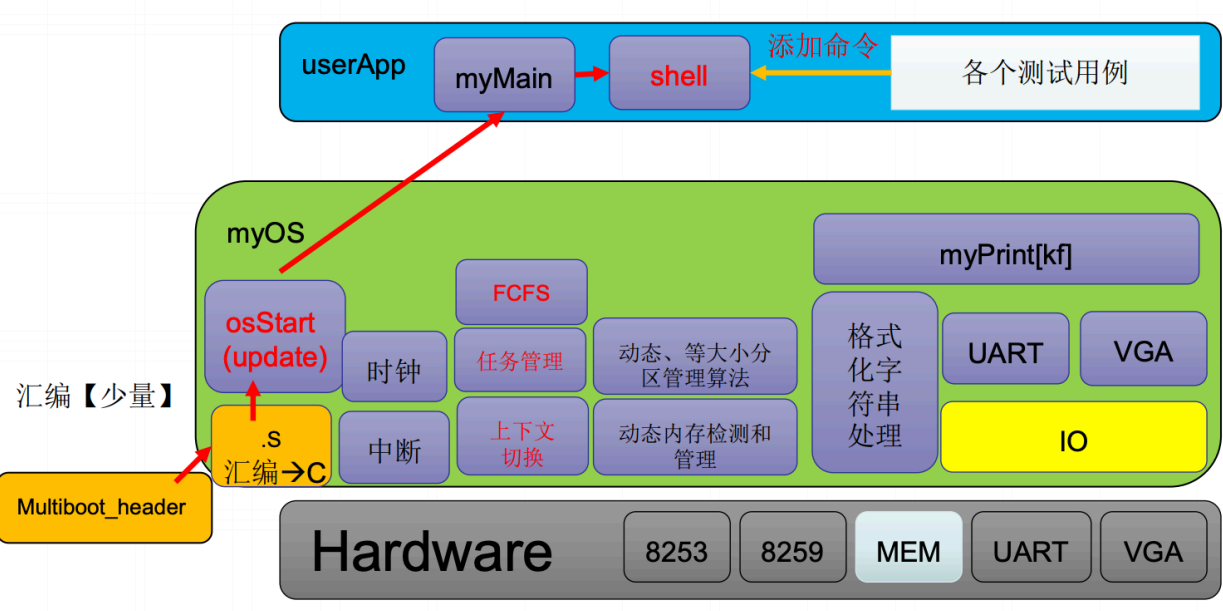 userApp
myMain
shell
添加命令
各个测试用例
myOS
myPrint[kf]
FCFS
osStart
(update)
时钟
任务管理
动态、等大小分
区管理算法
格式
化字
符串
处理
UART
VGA
汇编【少量】
.s
汇编→C
中断
上下文
切换
动态内存检测和
管理
IO
Multiboot_header
Hardware
8253
8259
MEM
UART
VGA